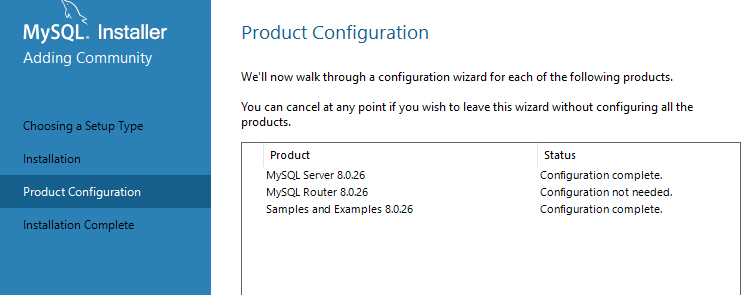 MySQL. Installer
Adding Community
Choosing a Setup Type
Installation
Product Configuration
Installation Complete
Product Configuration
We'll now walk through a configuration wizard for each of the following products.
You can cancel at any point if you wish to leave this wizard without configuring all the
products.
Product Status
MySQL Server 8.0.26 Configuration complete.
MySQL Router 8.0.26 Configuration not needed.
Samples and Examples 8.0.26 Configuration complete.